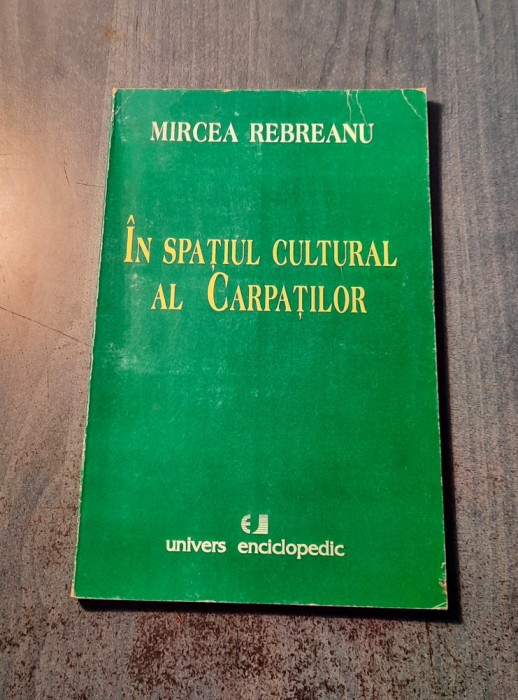 MIRCEA REBREANU
ÎN SPAȚIUL CULTURAL
AL CARPAȚILOR
univers enciclopedic